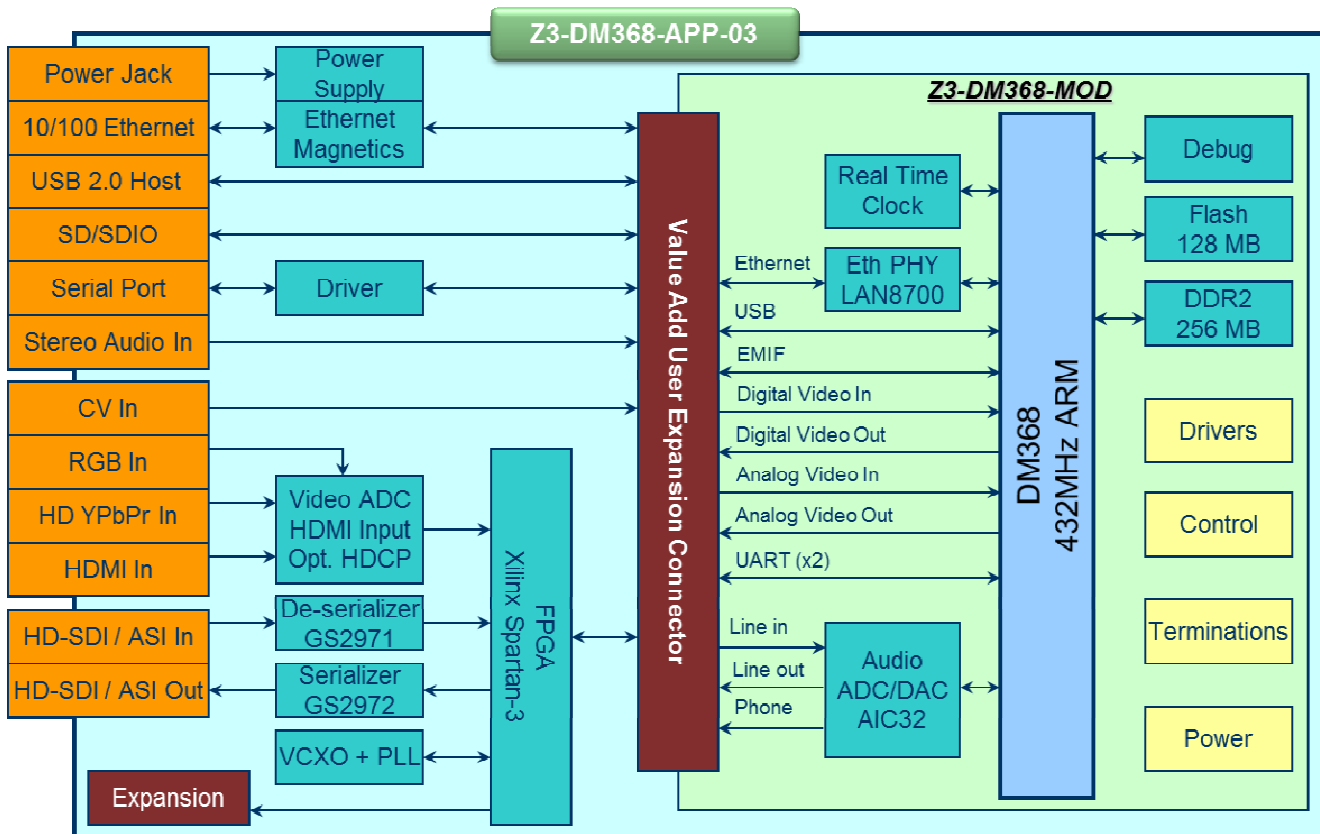 Z3-DM368-APP-03
Power Jack
10/100 Ethernet
USB 2.0 Host
SD/SDIO
Serial Port
Stereo Audio In
CV In
RGB In
HD YPbPr In
HDMI In
HD-SDI / ASI In
HD-SDI / ASI Out
Expansion
Power
Supply
Ethernet
Magnetics
Driver
Video ADC
HDMI Input
Opt. HDCP
De-serializer
GS2971
Serializer
GS2972
VCXO + PLL
FPGA
Xilinx Spartan-3
Value Add User Expansion Connector
Z3-DM368-MOD
Real Time
Clock
Ethernet
Eth PHY
LAN8700
USB
EMIF
Digital Video In
Digital Video Out
Analog Video In
Analog Video Out
UART (x2)
Line in
Line out
Phone
Audio
ADC/DAC
AIC32
DM368
432MHz ARM
Debug
Flash
128 MB
DDR2
256 MB
Drivers
Control
Terminations
Power